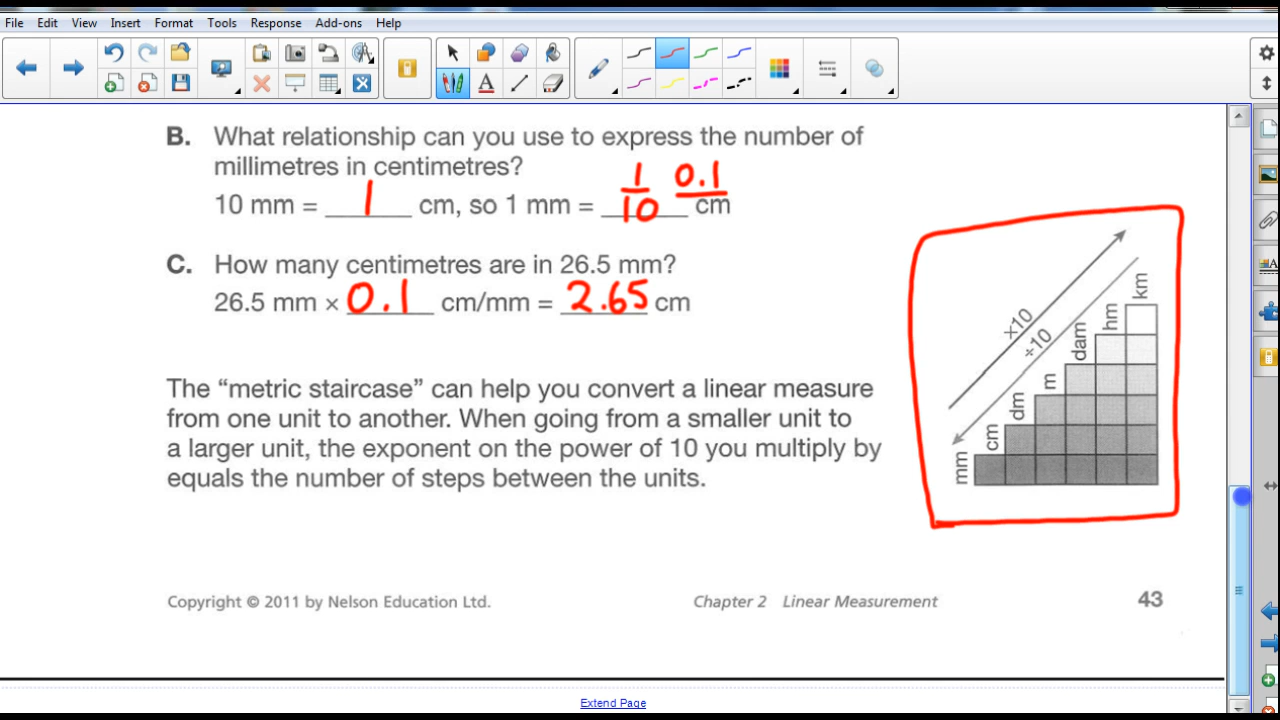 File Edit View Insert Format Tools Response Add-ons Help
B. What relationship can you use to express the number of
millimetres in centimetres?
10 mm = 1 cm, so 1 mm = 1/10 0.1 cm
C. How many centimetres are in 26.5 mm?
26.5 mm × 0.1 cm/mm = 2.65 cm
The “metric staircase” can help you convert a linear measure
from one unit to another. When going from a smaller unit to
a larger unit, the exponent on the power of 10 you multiply by
equals the number of steps between the units.
×10
÷10
mm
cm
dm
m
dam
hm
km
Copyright © 2011 by Nelson Education Ltd. Chapter 2 Linear Measurement 43
Extend Page